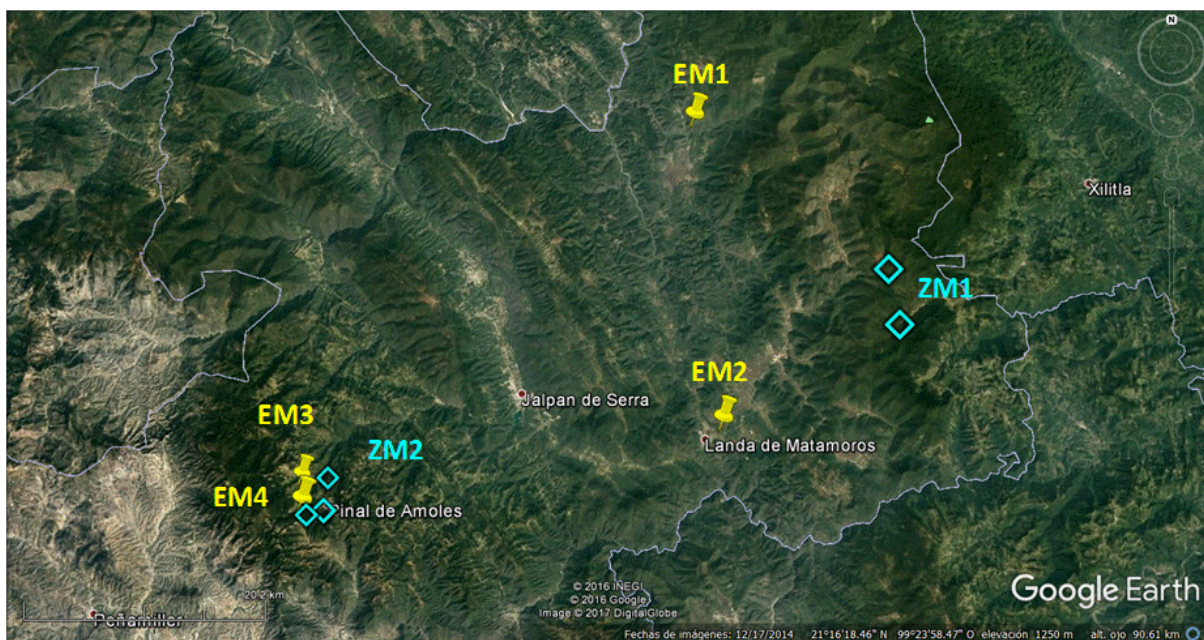 N
EM1
Xilitla
ZM1
EM2
Jalpan de Serra
EM3
ZM2
Landa de Matamoros
EM4
Pinal de Amoles
20.2 km
© 2016 INEGI
© 2016 Google
Image © 2017 DigitalGlobe
Google Earth
Peñamiller
Fechas de imágenes: 12/17/2014 21°16'18.46" N 99°23'58.47" O elevación 1250 m alt. ojo 90.61 km